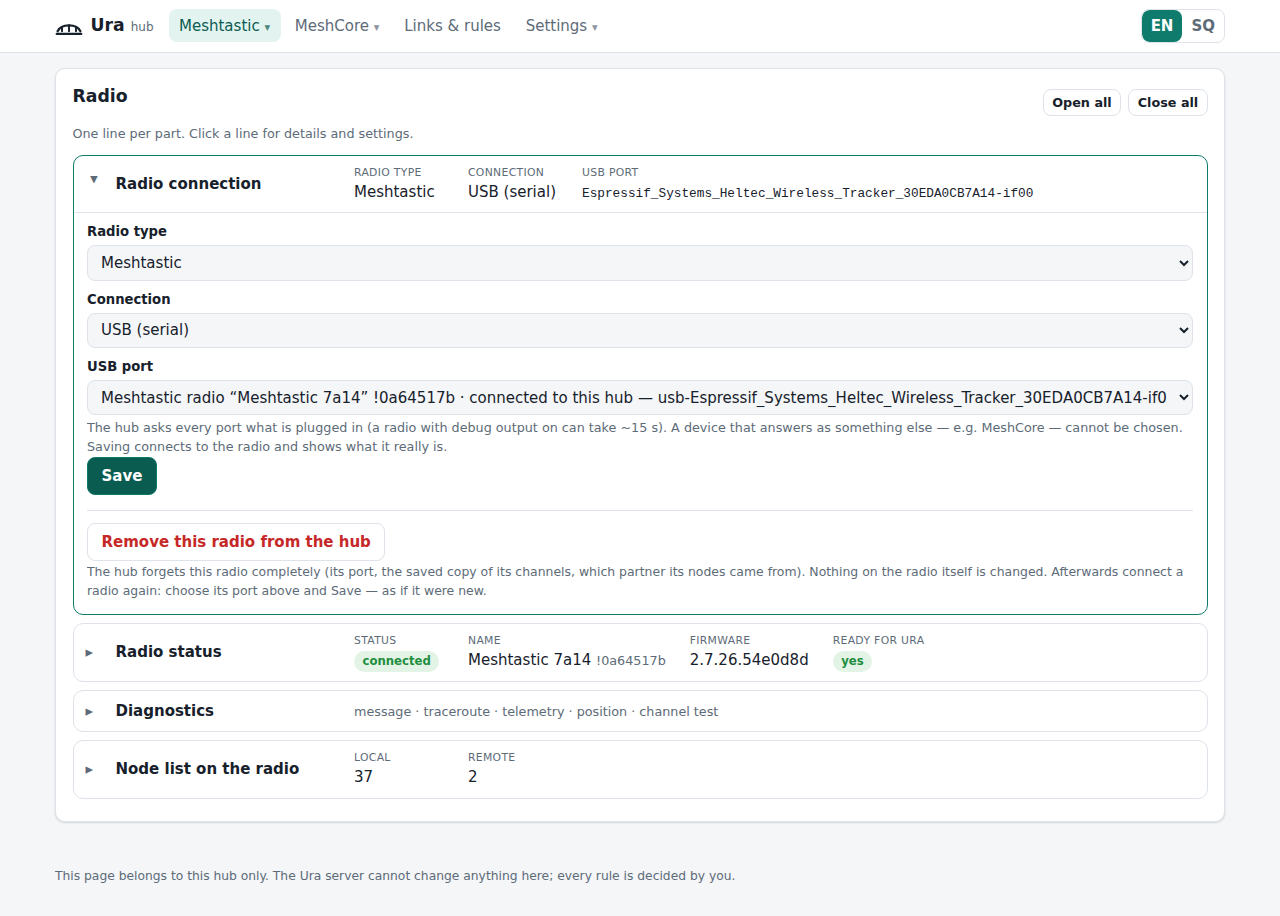 Ura hub Meshtastic ▾ MeshCore ▾ Links & rules Settings ▾ EN SQ
Radio
Open all Close all
One line per part. Click a line for details and settings.
▼ Radio connection
RADIO TYPE CONNECTION USB PORT
Meshtastic USB (serial) Espressif_Systems_Heltec_Wireless_Tracker_30EDA0CB7A14-if00
Radio type
Meshtastic
Connection
USB (serial)
USB port
Meshtastic radio “Meshtastic 7a14” !0a64517b · connected to this hub — usb-Espressif_Systems_Heltec_Wireless_Tracker_30EDA0CB7A14-if0
The hub asks every port what is plugged in (a radio with debug output on can take ~15 s). A device that answers as something else — e.g. MeshCore — cannot be chosen.
Saving connects to the radio and shows what it really is.
Save
Remove this radio from the hub
The hub forgets this radio completely (its port, the saved copy of its channels, which partner its nodes came from). Nothing on the radio itself is changed. Afterwards connect a
radio again: choose its port above and Save — as if it were new.
▸ Radio status
STATUS NAME FIRMWARE READY FOR URA
connected Meshtastic 7a14 !0a64517b 2.7.26.54e0d8d yes
▸ Diagnostics message · traceroute · telemetry · position · channel test
▸ Node list on the radio
LOCAL REMOTE
37 2
This page belongs to this hub only. The Ura server cannot change anything here; every rule is decided by you.